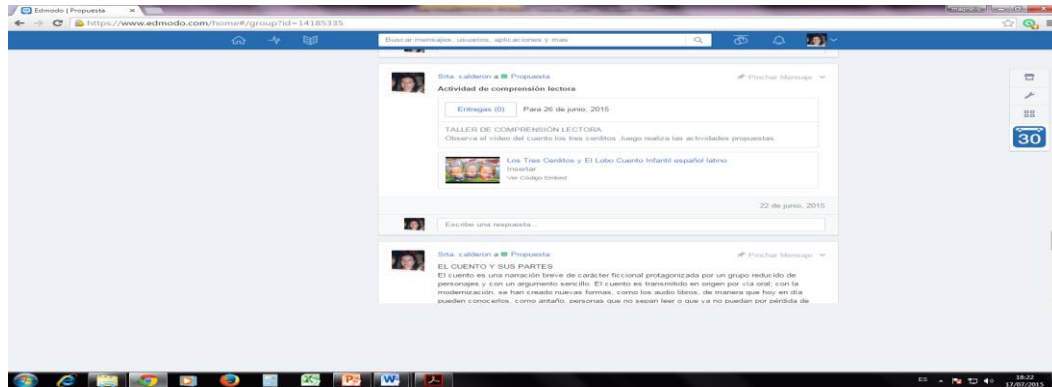 Edmodo | Propuesta
https://www.edmodo.com/home#/group?id=14185335
Buscar mensajes, usuarios, aplicaciones y mas
Srta. calderon a Propuesta
Pinchar Mensaje
Actividad de comprensión lectora
Entregas (0) Para 26 de junio, 2015
TALLER DE COMPRENSIÓN LECTORA
Observa el video del cuento los tres cerditos ,luego realiza las actividades propuestas.
Los Tres Cerditos y El Lobo Cuento Infantil español latino
Insertar
Ver Código Embed
22 de junio, 2015
Escribe una respuesta...
Srta. calderon a Propuesta
Pinchar Mensaje
EL CUENTO Y SUS PARTES
El cuento es una narración breve de carácter ficcional protagonizada por un grupo reducido de
personajes y con un argumento sencillo. El cuento es transmitido en origen por vía oral; con la
modernización, se han creado nuevas formas, como los audio libros, de manera que hoy en día
pueden conocerlos, como antaño, personas que no sepan leer o que ya no puedan por pérdida de
30
ES
18:22
17/07/2015